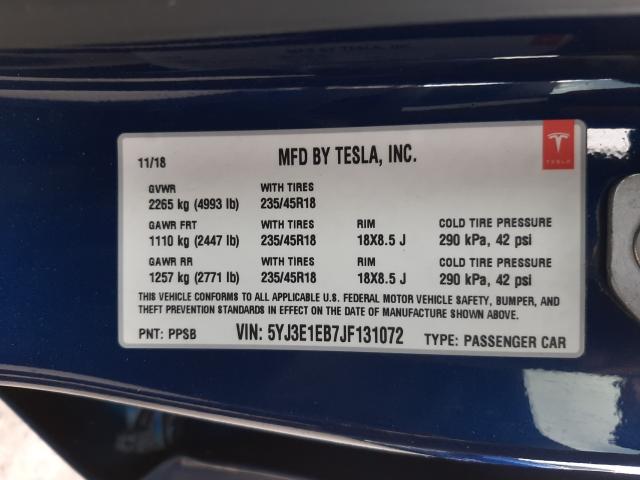 11/18 MFD BY TESLA, INC.
TESLA
GVWR WITH TIRES
2265 kg (4993 lb) 235/45R18
GAWR FRT WITH TIRES RIM COLD TIRE PRESSURE
1110 kg (2447 lb) 235/45R18 18X8.5 J 290 kPa, 42 psi
GAWR RR WITH TIRES RIM COLD TIRE PRESSURE
1257 kg (2771 lb) 235/45R18 18X8.5 J 290 kPa, 42 psi
THIS VEHICLE CONFORMS TO ALL APPLICABLE U.S. FEDERAL MOTOR VEHICLE SAFETY, BUMPER, AND
THEFT PREVENTION STANDARDS IN EFFECT ON THE DATE OF MANUFACTURE SHOWN ABOVE.
PNT: PPSB VIN: 5YJ3E1EB7JF131072 TYPE: PASSENGER CAR